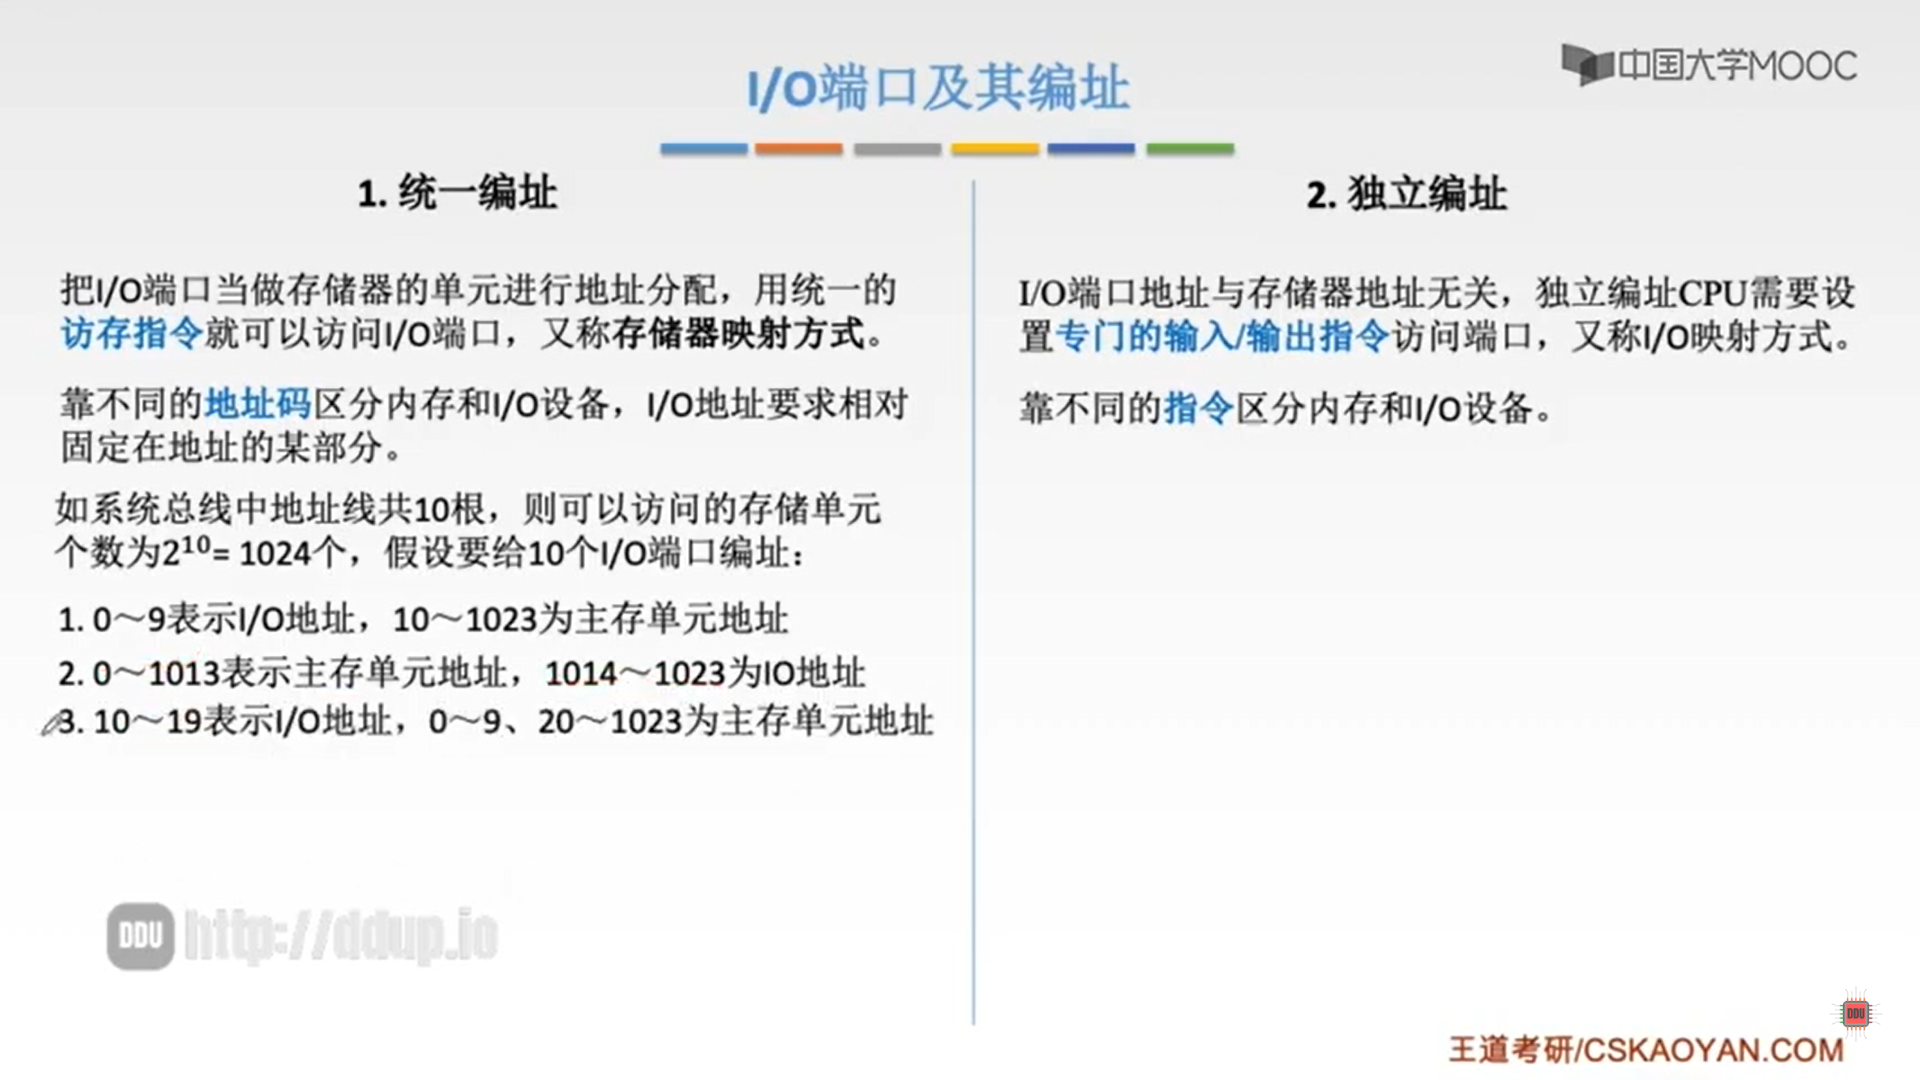 中国大学MOOC
I/O端口及其编址
1. 统一编址
把I/O端口当做存储器的单元进行地址分配，用统一的
访存指令就可以访问I/O端口，又称存储器映射方式。
靠不同的地址码区分内存和I/O设备，I/O地址要求相对
固定在地址的某部分。
如系统总线中地址线共10根，则可以访问的存储单元
个数为2¹⁰= 1024个，假设要给10个I/O端口编址：
1. 0～9表示I/O地址，10～1023为主存单元地址
2. 0～1013表示主存单元地址，1014～1023为IO地址
3. 10～19表示I/O地址，0～9、20～1023为主存单元地址
2. 独立编址
I/O端口地址与存储器地址无关，独立编址CPU需要设
置专门的输入/输出指令访问端口，又称I/O映射方式。
靠不同的指令区分内存和I/O设备。
DDU http://ddup.io
DDU
王道考研/CSKAOYAN.COM